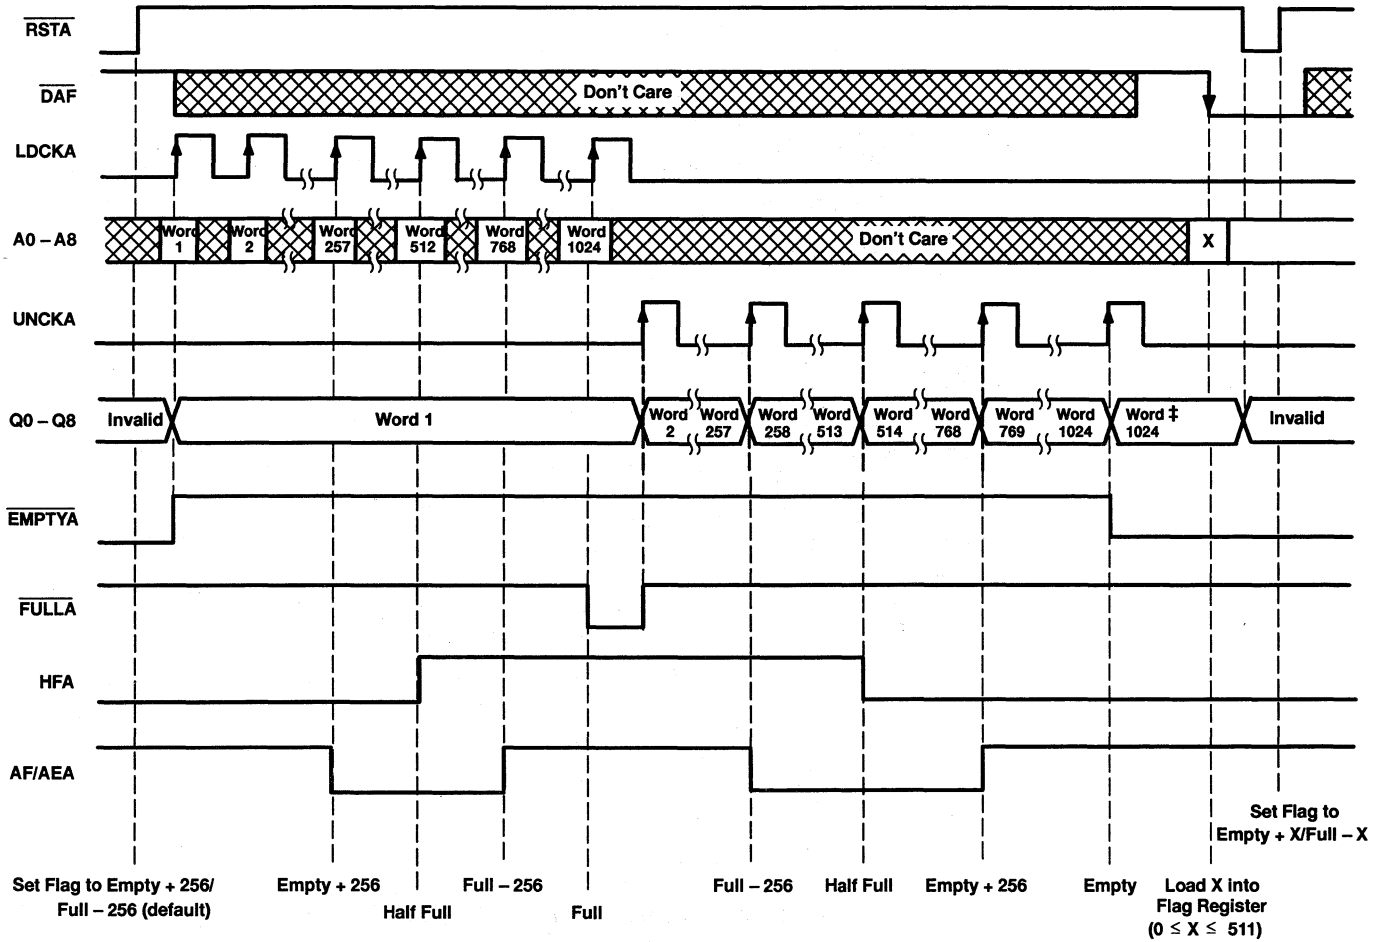 RSTA
DAF
Don't Care
LDCKA
A0 – A8
Word 1
Word 2
Word 257
Word 512
Word 768
Word 1024
Don't Care
X
UNCKA
Q0 – Q8
Invalid
Word 1
Word 2
Word 257
Word 258
Word 513
Word 514
Word 768
Word 769
Word 1024
Word ‡ 1024
Invalid
EMPTYA
FULLA
HFA
AF/AEA
Set Flag to
Empty + X/Full – X
Set Flag to Empty + 256/
Full – 256 (default)
Empty + 256
Half Full
Full – 256
Full
Full – 256
Half Full
Empty + 256
Empty
Load X into
Flag Register
(0 ≤ X ≤ 511)